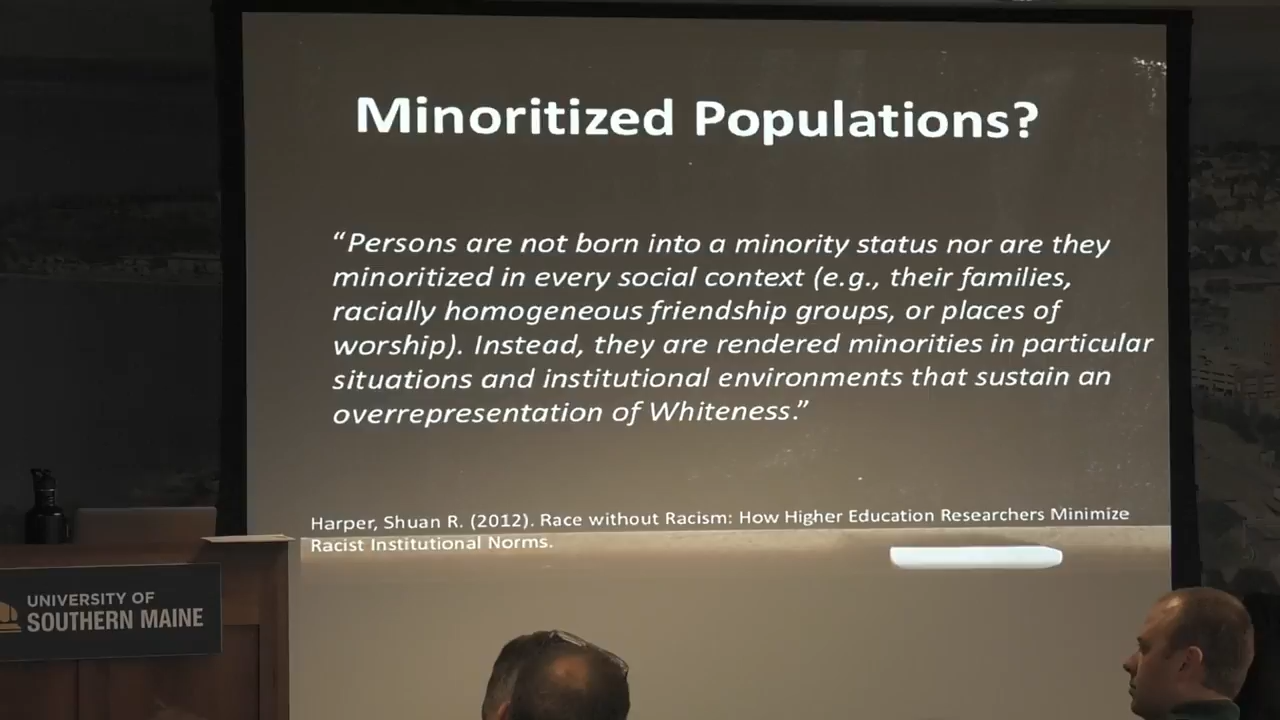 Minoritized Populations?
“Persons are not born into a minority status nor are they
minoritized in every social context (e.g., their families,
racially homogeneous friendship groups, or places of
worship). Instead, they are rendered minorities in particular
situations and institutional environments that sustain an
overrepresentation of Whiteness.”
Harper, Shuan R. (2012). Race without Racism: How Higher Education Researchers Minimize
Racist Institutional Norms.
UNIVERSITY OF
SOUTHERN MAINE